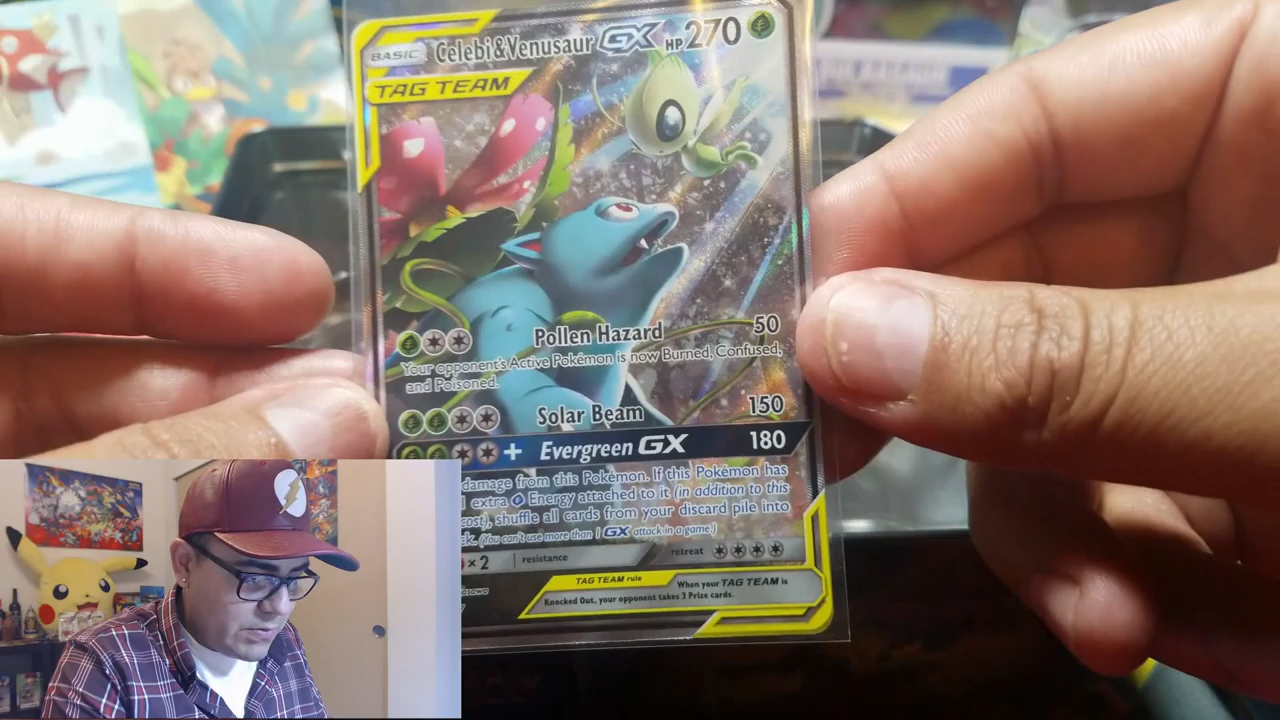 BASIC Celebi&Venusaur GX HP270
TAG TEAM
Pollen Hazard 50
Your opponent's Active Pokémon is now Burned, Confused,
and Poisoned.
Solar Beam 150
+ Evergreen GX 180
damage from this Pokémon. If this Pokémon has
extra Energy attached to it (in addition to this
cost), shuffle all cards from your discard pile into
(You can't use more than 1 GX attack in a game.)
×2 resistance retreat
TAG TEAM rule When your TAG TEAM is
Knocked Out, your opponent takes 3 Prize cards.